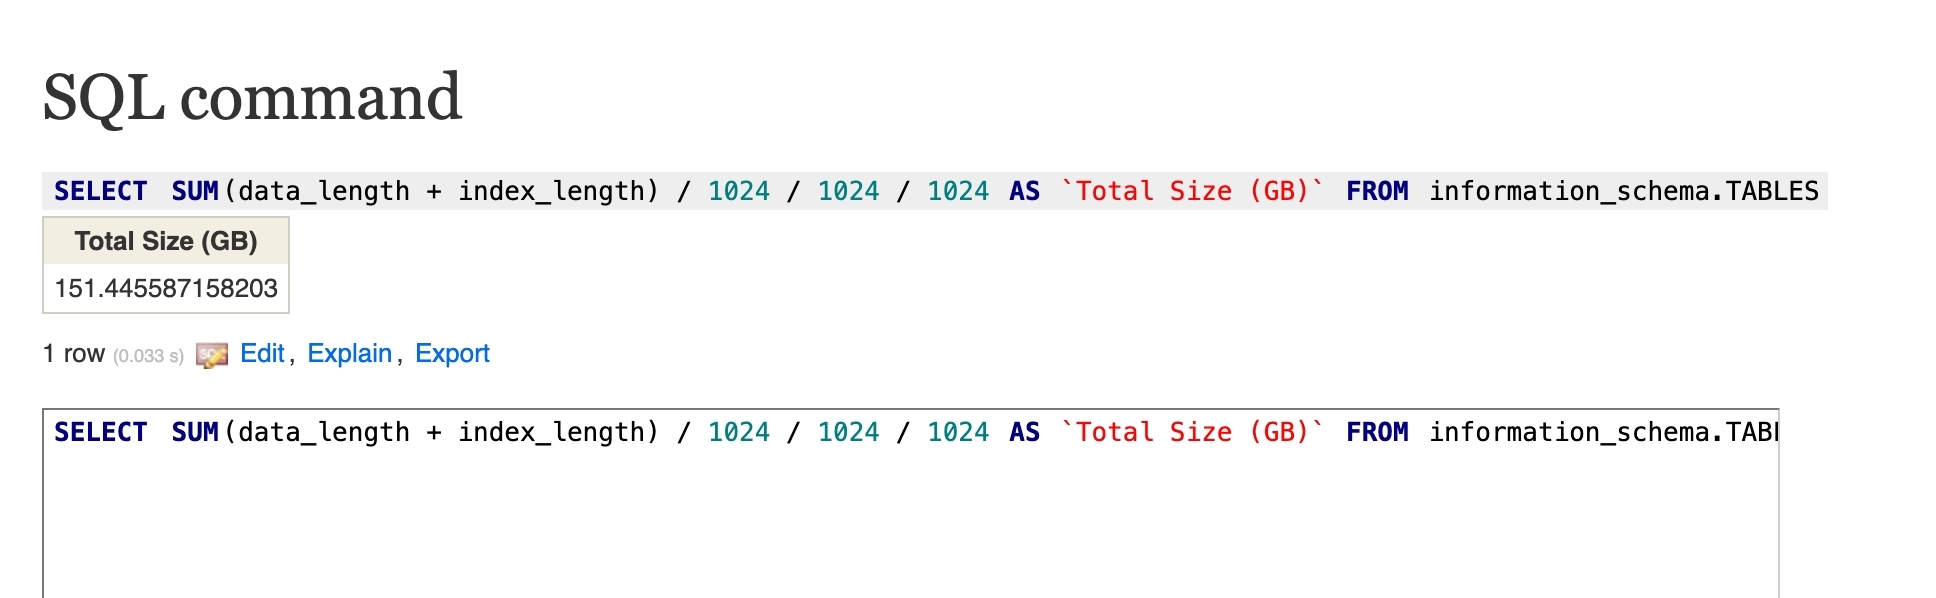 SQL command
SELECT SUM(data_length + index_length) / 1024 / 1024 / 1024 AS `Total Size (GB)` FROM information_schema.TABLES
Total Size (GB)
151.445587158203
1 row (0.033 s) Edit, Explain, Export
SELECT SUM(data_length + index_length) / 1024 / 1024 / 1024 AS `Total Size (GB)` FROM information_schema.TAB